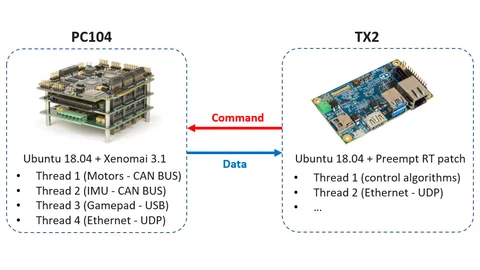 PC104
TX2
Command
Data
Ubuntu 18.04 + Xenomai 3.1
• Thread 1 (Motors - CAN BUS)
• Thread 2 (IMU - CAN BUS)
• Thread 3 (Gamepad - USB)
• Thread 4 (Ethernet - UDP)
Ubuntu 18.04 + Preempt RT patch
• Thread 1 (control algorithms)
• Thread 2 (Ethernet - UDP)
• ...